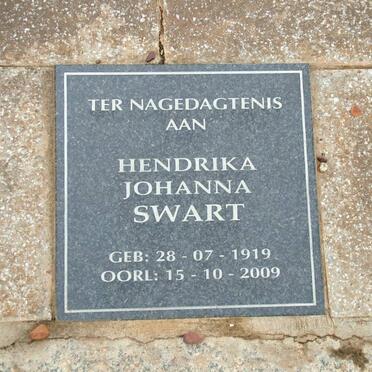 TER NAGEDAGTENIS
AAN
HENDRIKA
JOHANNA
SWART
GEB: 28 - 07 - 1919
OORL: 15 - 10 - 2009